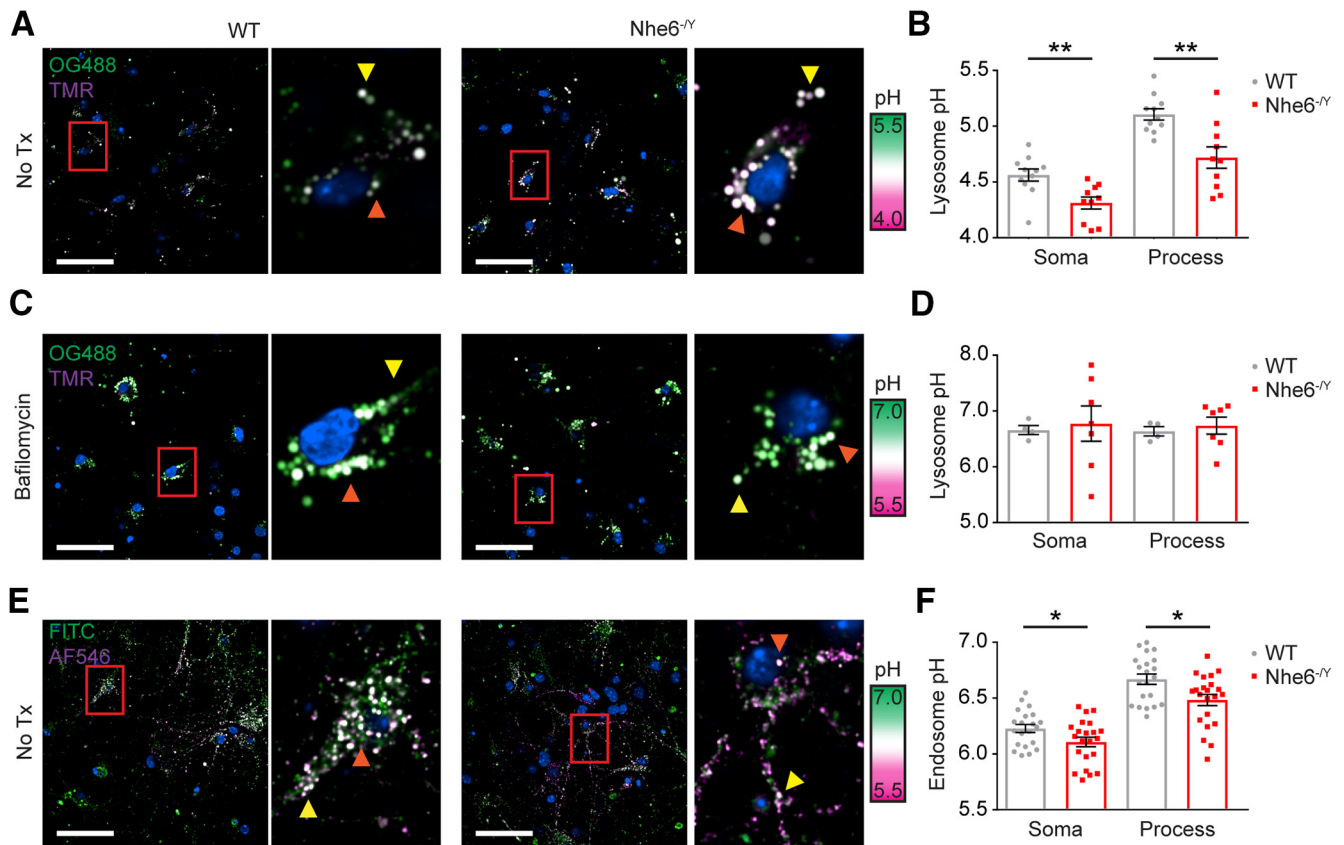 A
WT
Nhe6-/Y
No Tx
OG488
TMR
pH
5.5
4.0
B
**
**
WT
Nhe6-/Y
Lysosome pH
5.5
5.0
4.5
4.0
Soma
Process
C
Bafilomycin
OG488
TMR
pH
7.0
5.5
D
WT
Nhe6-/Y
Lysosome pH
8.0
7.0
6.0
5.0
Soma
Process
E
No Tx
FITC
AF546
pH
7.0
5.5
F
*
*
WT
Nhe6-/Y
Endosome pH
7.0
6.5
6.0
5.5
Soma
Process